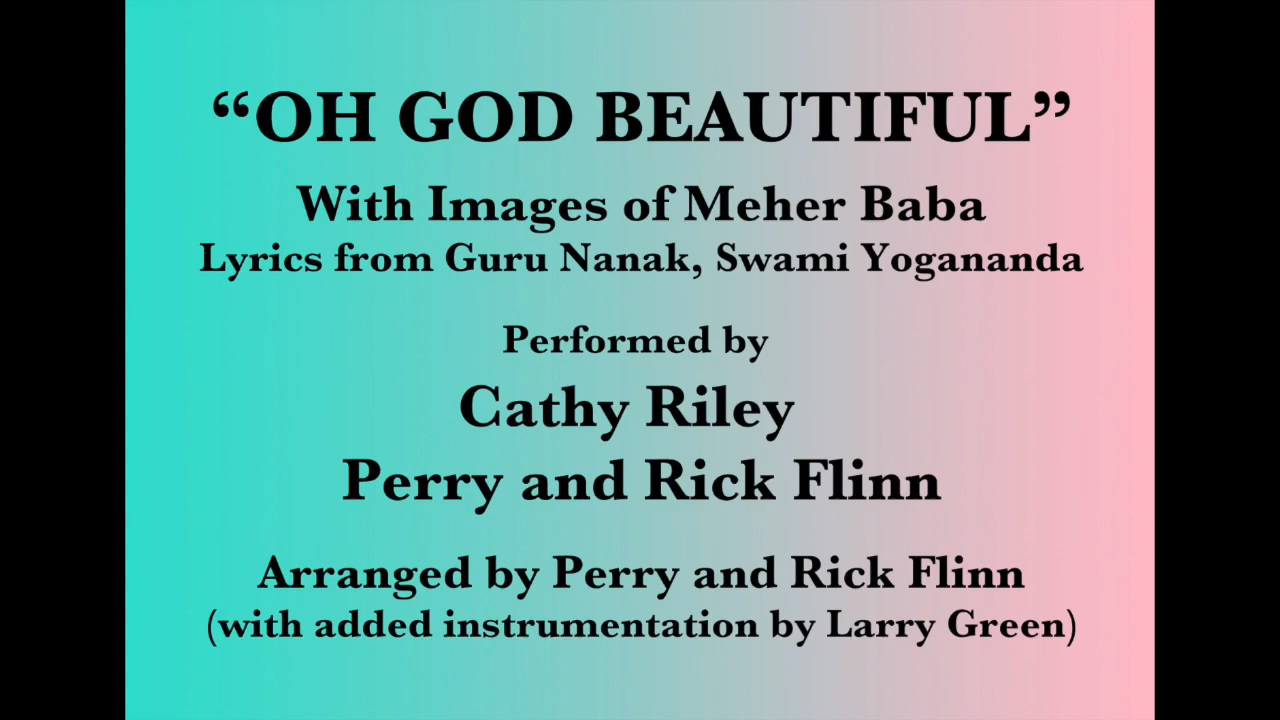 “OH GOD BEAUTIFUL”
With Images of Meher Baba
Lyrics from Guru Nanak, Swami Yogananda
Performed by
Cathy Riley
Perry and Rick Flinn
Arranged by Perry and Rick Flinn
(with added instrumentation by Larry Green)